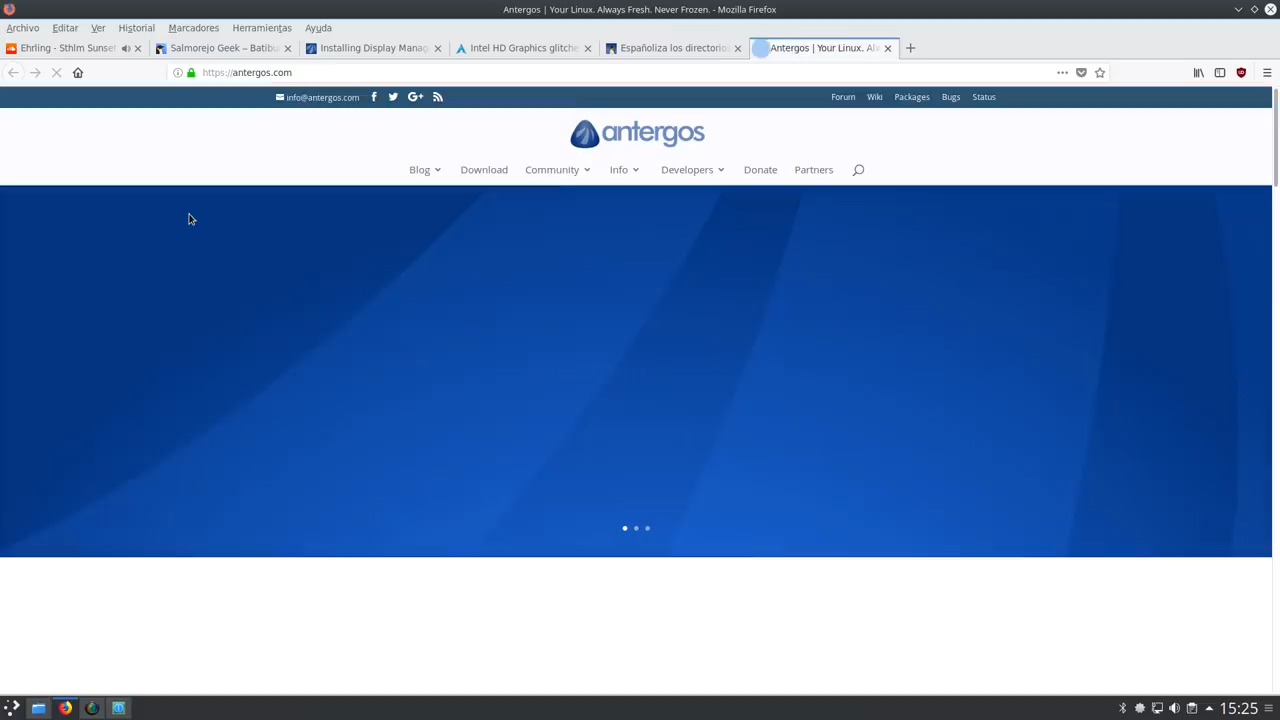 Antergos | Your Linux. Always Fresh. Never Frozen. - Mozilla Firefox
Archivo Editar Ver Historial Marcadores Herramientas Ayuda
Ehrling - Sthlm Sunset Salmorejo Geek – Batibu Installing Display Manag Intel HD Graphics glitche Españoliza los directorio Antergos | Your Linux. Al
https://antergos.com
info@antergos.com Forum Wiki Packages Bugs Status
antergos
Blog Download Community Info Developers Donate Partners
15:25